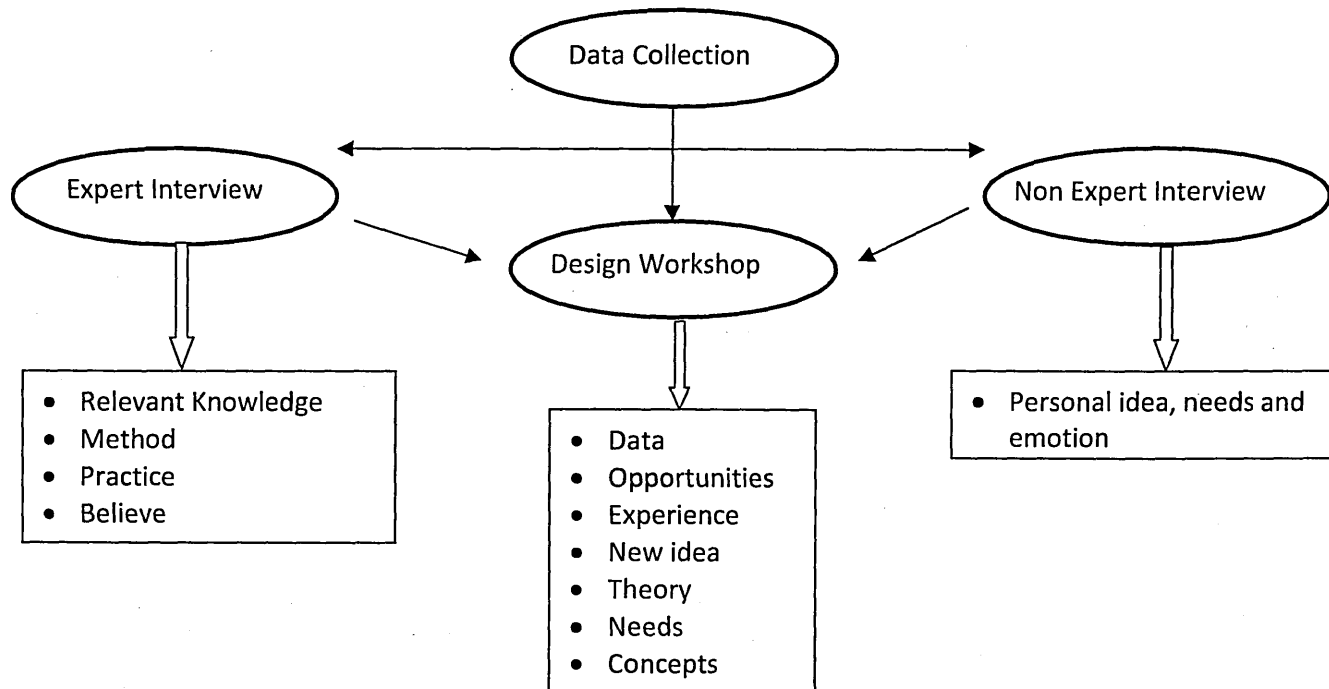 Data Collection
Expert Interview
Non Expert Interview
Design Workshop
• Relevant Knowledge
• Method
• Practice
• Believe
• Data
• Opportunities
• Experience
• New idea
• Theory
• Needs
• Concepts
• Personal idea, needs and
emotion